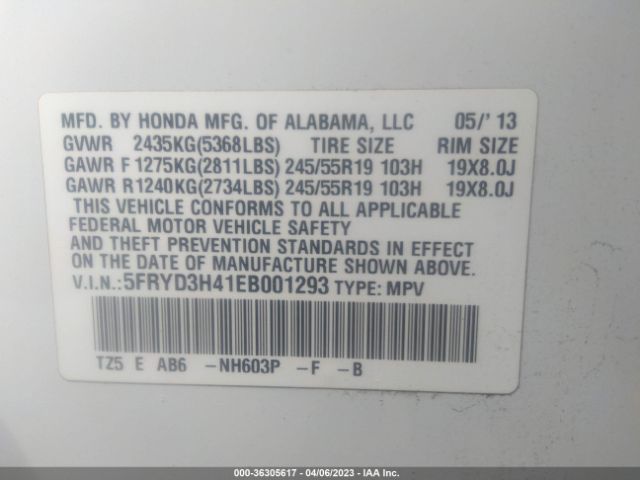 MFD. BY HONDA MFG. OF ALABAMA, LLC 05/' 13
GVWR 2435KG(5368LBS) TIRE SIZE RIM SIZE
GAWR F 1275KG(2811LBS) 245/55R19 103H 19X8.0J
GAWR R1240KG(2734LBS) 245/55R19 103H 19X8.0J
THIS VEHICLE CONFORMS TO ALL APPLICABLE
FEDERAL MOTOR VEHICLE SAFETY
AND THEFT PREVENTION STANDARDS IN EFFECT
ON THE DATE OF MANUFACTURE SHOWN ABOVE.
V.I.N.:5FRYD3H41EB001293 TYPE: MPV
TZ5 E AB6 -NH603P -F -B
000-36305617 - 04/06/2023 - IAA Inc.